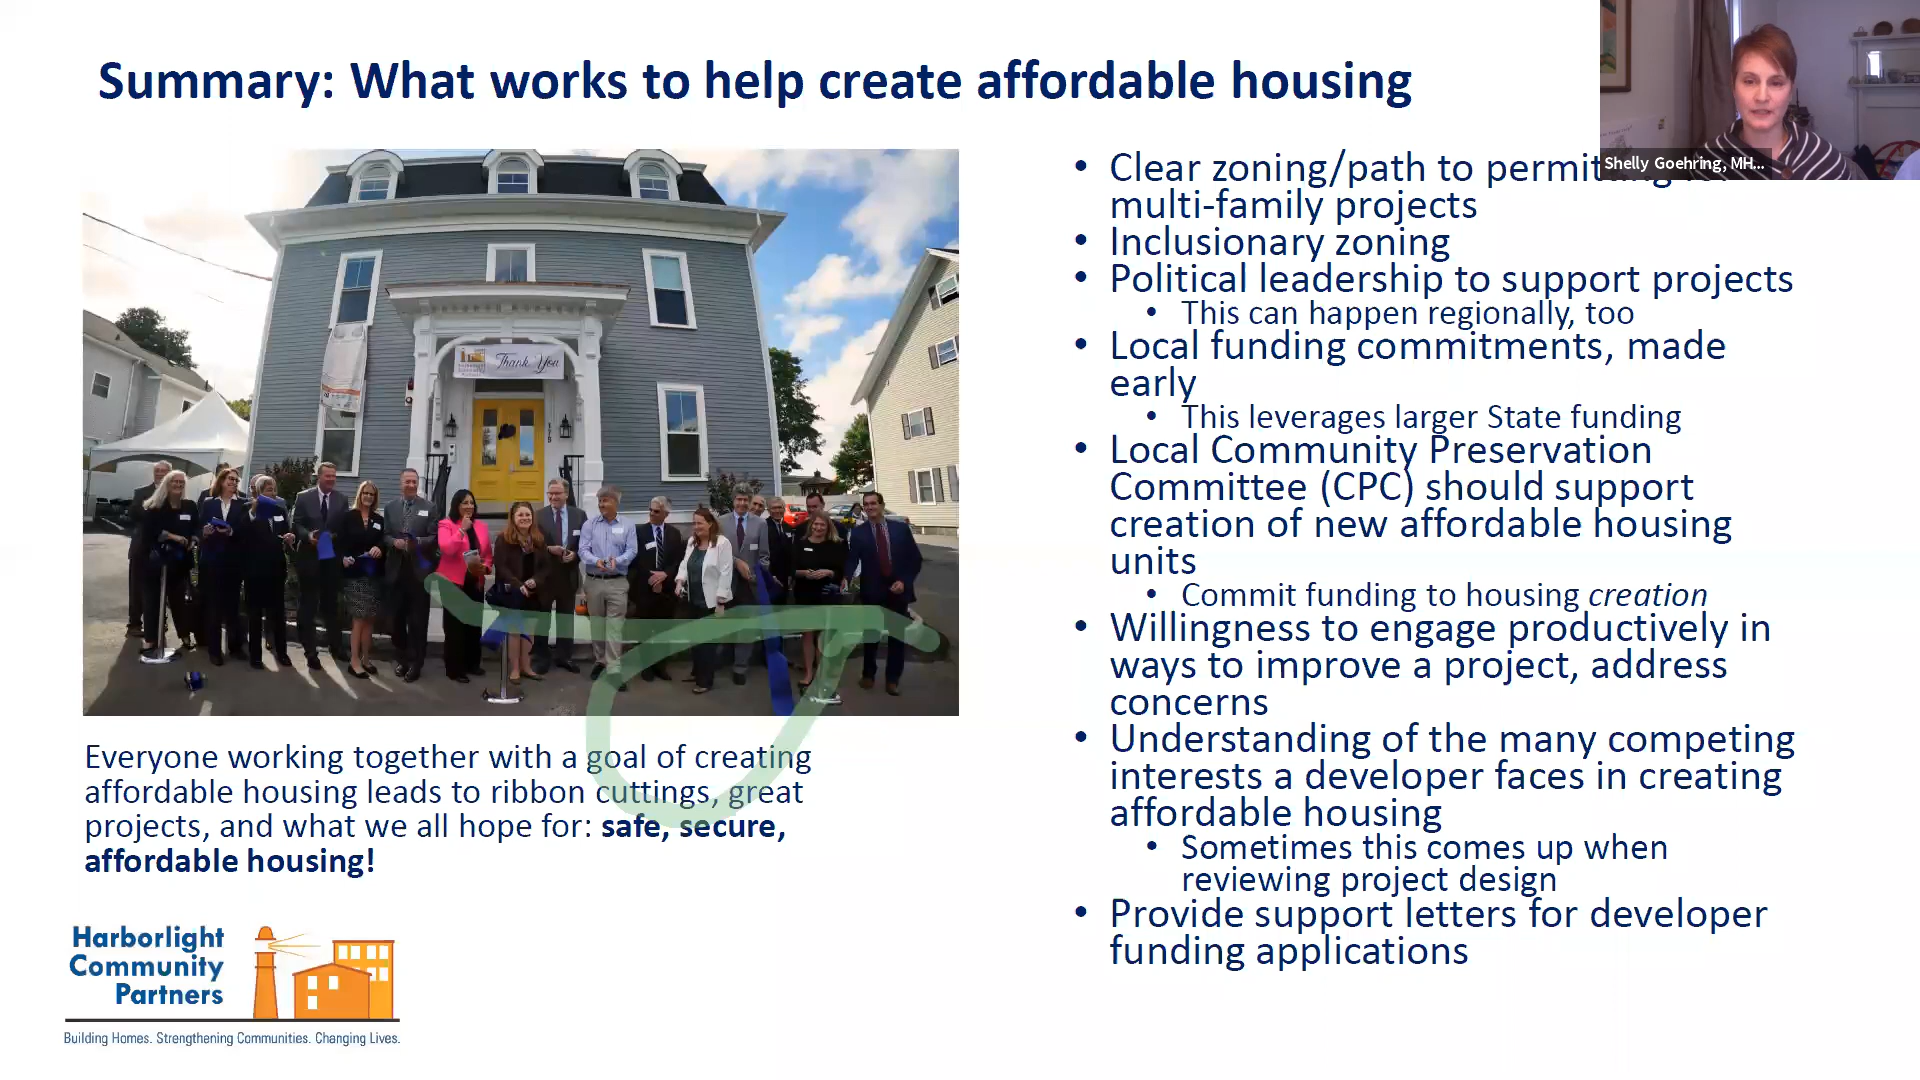 Summary: What works to help create affordable housing
Shelly Goehring, MH...
Thank You
175
• Clear zoning/path to permitting for
multi-family projects
• Inclusionary zoning
• Political leadership to support projects
• This can happen regionally, too
• Local funding commitments, made
early
• This leverages larger State funding
• Local Community Preservation
Committee (CPC) should support
creation of new affordable housing
units
• Commit funding to housing creation
• Willingness to engage productively in
ways to improve a project, address
concerns
• Understanding of the many competing
interests a developer faces in creating
affordable housing
• Sometimes this comes up when
reviewing project design
• Provide support letters for developer
funding applications
Everyone working together with a goal of creating
affordable housing leads to ribbon cuttings, great
projects, and what we all hope for: safe, secure,
affordable housing!
Harborlight
Community
Partners
Building Homes. Strengthening Communities. Changing Lives.